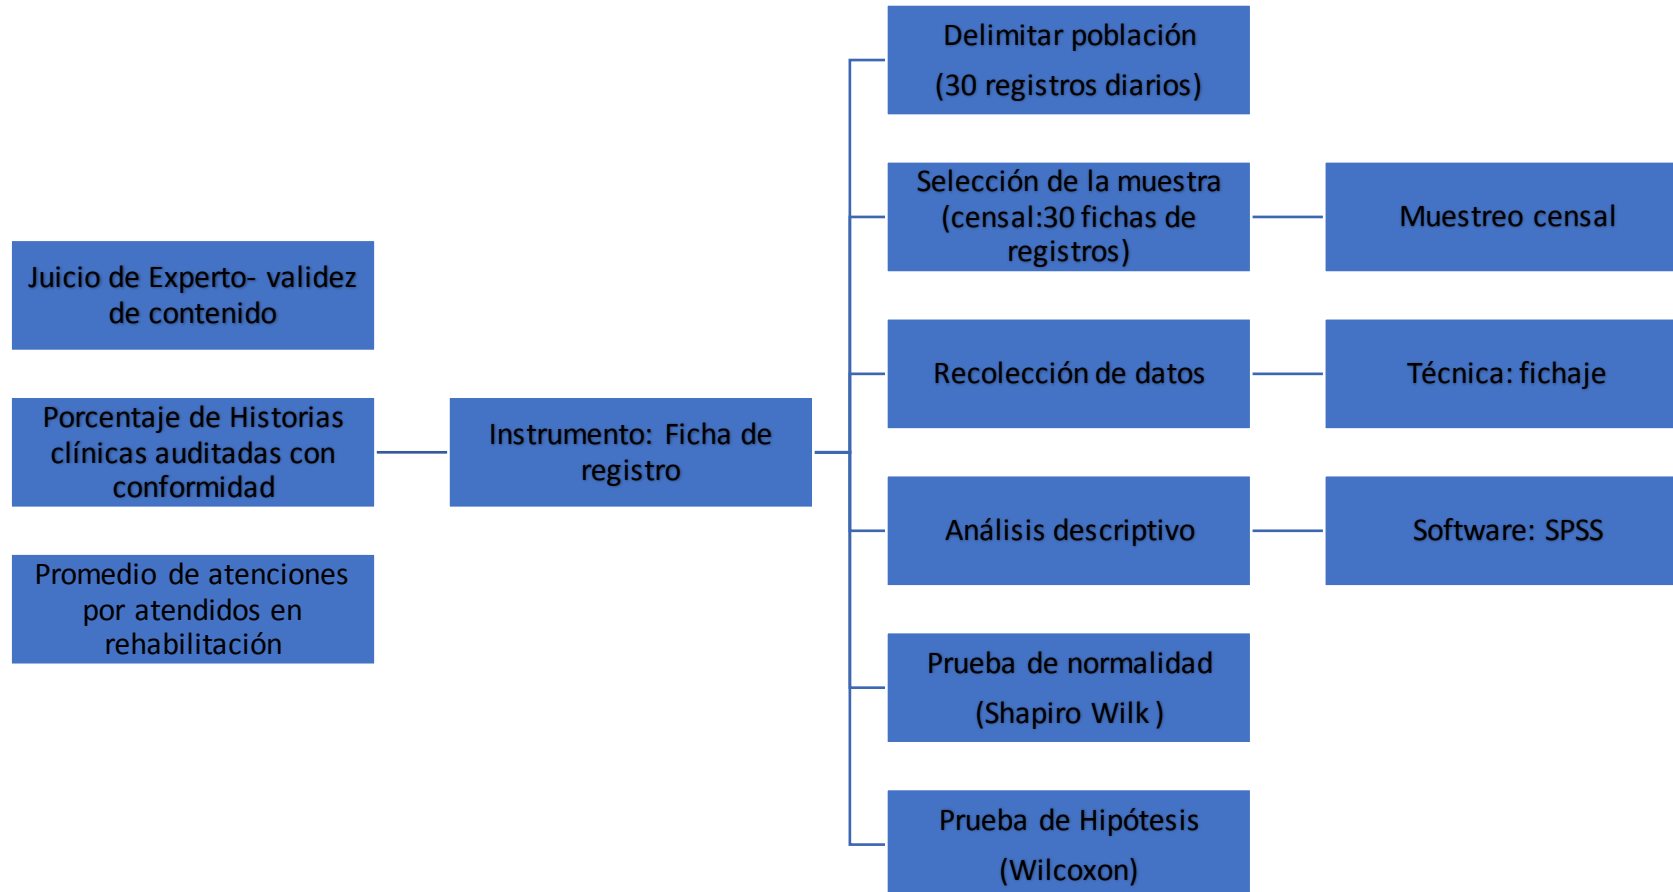 Juicio de Experto- validez
de contenido
Porcentaje de Historias
clínicas auditadas con
conformidad
Promedio de atenciones
por atendidos en
rehabilitación
Instrumento: Ficha de
registro
Delimitar población
(30 registros diarios)
Selección de la muestra
(censal:30 fichas de
registros)
Muestreo censal
Recolección de datos
Técnica: fichaje
Análisis descriptivo
Software: SPSS
Prueba de normalidad
(Shapiro Wilk )
Prueba de Hipótesis
(Wilcoxon)